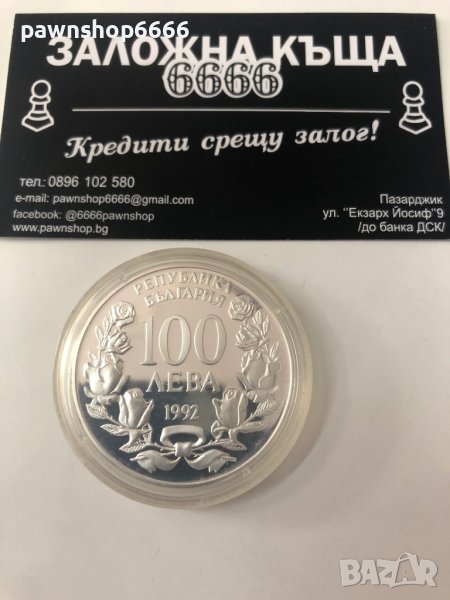 pawnshop6666
ЗАЛОЖНА КЪЩА
6666
Кредити срещу залог!
тел.: 0896 102 580
e-mail: pawnshop6666@gmail.com
facebook: @6666pawnshop
www.pawnshop.bg
Пазарджик
ул. "Екзарх Йосиф"9
/до банка ДСК/
РЕПУБЛИКА
БЪЛГАРИЯ
100
ЛЕВА
1992
BAZAR